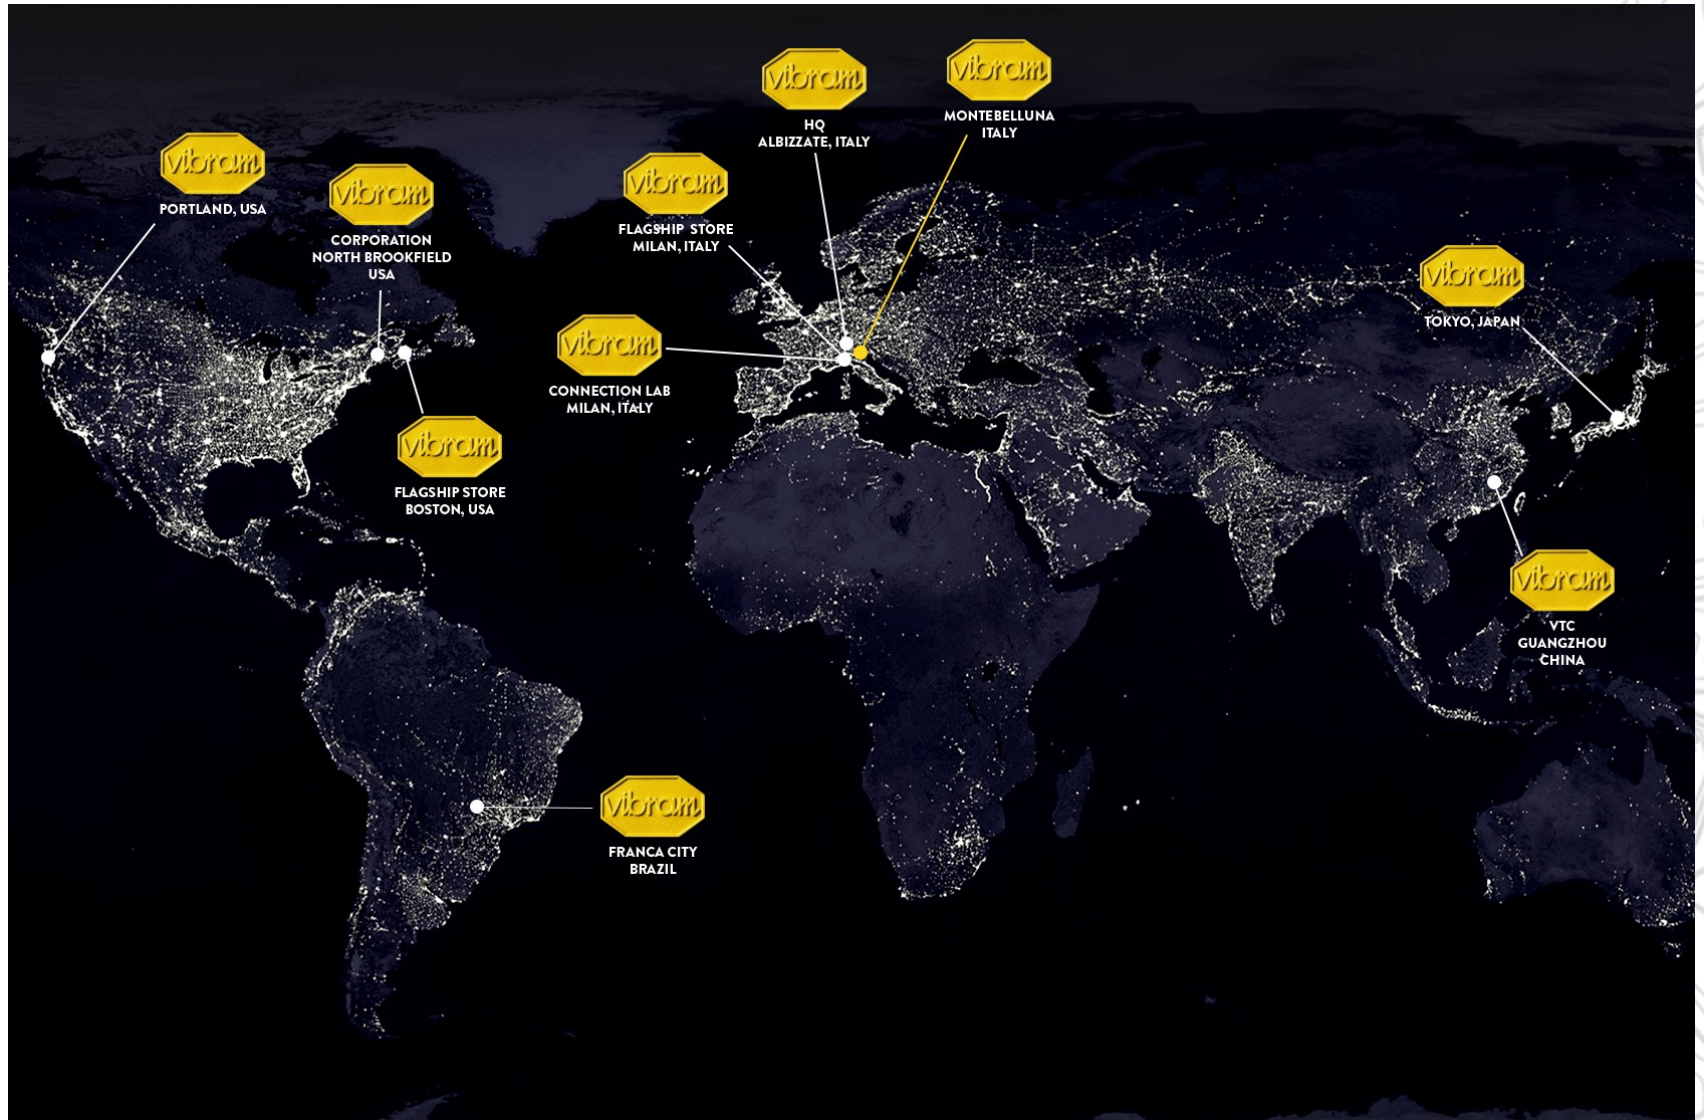 vibram
HQ
ALBIZZATE, ITALY
vibram
MONTEBELLUNA
ITALY
vibram
PORTLAND, USA
vibram
CORPORATION
NORTH BROOKFIELD
USA
vibram
FLAGSHIP STORE
MILAN, ITALY
vibram
TOKYO, JAPAN
vibram
CONNECTION LAB
MILAN, ITALY
vibram
FLAGSHIP STORE
BOSTON, USA
vibram
VTC
GUANGZHOU
CHINA
vibram
FRANCA CITY
BRAZIL